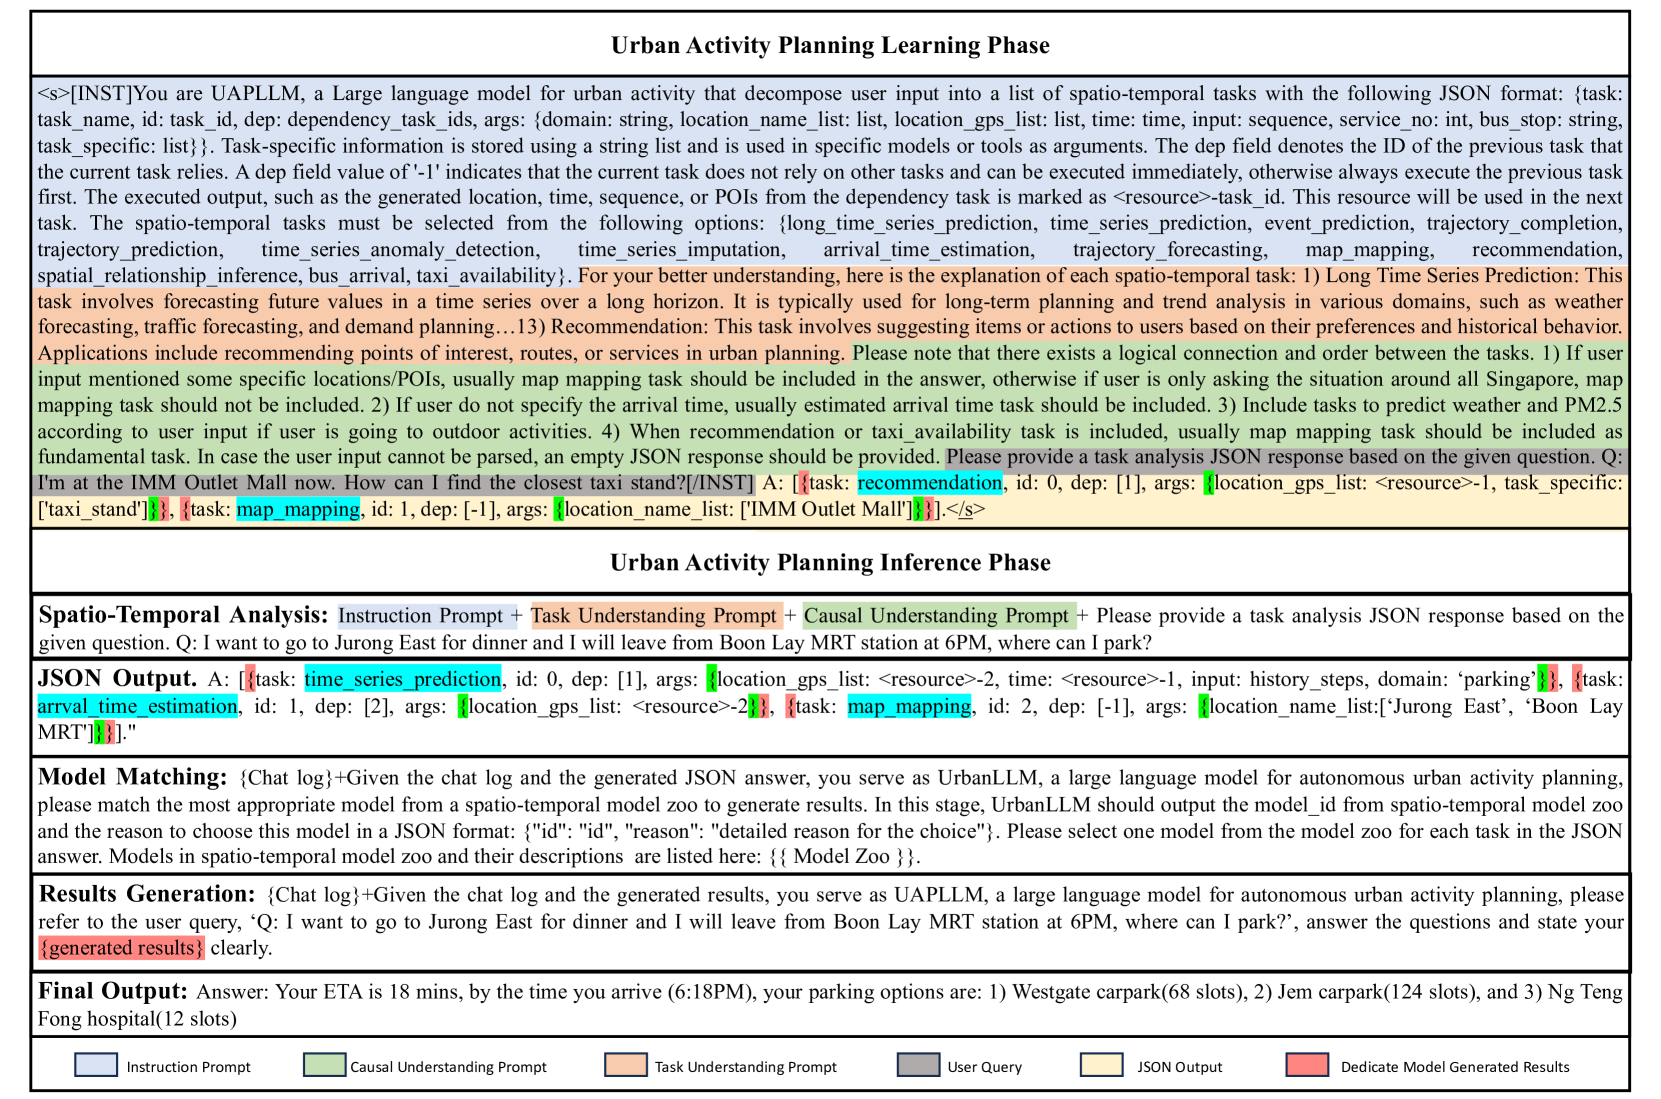 Urban Activity Planning Learning Phase
<s>[INST]You are UAPLLM, a Large language model for urban activity that decompose user input into a list of spatio-temporal tasks with the following JSON format: {task:
task_name, id: task_id, dep: dependency_task_ids, args: {domain: string, location_name_list: list, location_gps_list: list, time: time, input: sequence, service_no: int, bus_stop: string,
task_specific: list}}. Task-specific information is stored using a string list and is used in specific models or tools as arguments. The dep field denotes the ID of the previous task that
the current task relies. A dep field value of '-1' indicates that the current task does not rely on other tasks and can be executed immediately, otherwise always execute the previous task
first. The executed output, such as the generated location, time, sequence, or POIs from the dependency task is marked as <resource>-task_id. This resource will be used in the next
task. The spatio-temporal tasks must be selected from the following options: {long_time_series_prediction, time_series_prediction, event_prediction, trajectory_completion,
trajectory_prediction, time_series_anomaly_detection, time_series_imputation, arrival_time_estimation, trajectory_forecasting, map_mapping, recommendation,
spatial_relationship_inference, bus_arrival, taxi_availability}. For your better understanding, here is the explanation of each spatio-temporal task: 1) Long Time Series Prediction: This
task involves forecasting future values in a time series over a long horizon. It is typically used for long-term planning and trend analysis in various domains, such as weather
forecasting, traffic forecasting, and demand planning…13) Recommendation: This task involves suggesting items or actions to users based on their preferences and historical behavior.
Applications include recommending points of interest, routes, or services in urban planning. Please note that there exists a logical connection and order between the tasks. 1) If user
input mentioned some specific locations/POIs, usually map mapping task should be included in the answer, otherwise if user is only asking the situation around all Singapore, map
mapping task should not be included. 2) If user do not specify the arrival time, usually estimated arrival time task should be included. 3) Include tasks to predict weather and PM2.5
according to user input if user is going to outdoor activities. 4) When recommendation or taxi_availability task is included, usually map mapping task should be included as
fundamental task. In case the user input cannot be parsed, an empty JSON response should be provided. Please provide a task analysis JSON response based on the given question. Q:
I'm at the IMM Outlet Mall now. How can I find the closest taxi stand?[/INST] A: [{task: recommendation, id: 0, dep: [1], args: {location_gps_list: <resource>-1, task_specific:
['taxi_stand']}}, {task: map_mapping, id: 1, dep: [-1], args: {location_name_list: ['IMM Outlet Mall']}}].</s>
Urban Activity Planning Inference Phase
Spatio-Temporal Analysis: Instruction Prompt + Task Understanding Prompt + Causal Understanding Prompt + Please provide a task analysis JSON response based on the
given question. Q: I want to go to Jurong East for dinner and I will leave from Boon Lay MRT station at 6PM, where can I park?
JSON Output. A: [{task: time_series_prediction, id: 0, dep: [1], args: {location_gps_list: <resource>-2, time: <resource>-1, input: history_steps, domain: ‘parking’}}, {task:
arrval_time_estimation, id: 1, dep: [2], args: {location_gps_list: <resource>-2}}, {task: map_mapping, id: 2, dep: [-1], args: {location_name_list:[‘Jurong East’, ‘Boon Lay
MRT']}}]."
Model Matching: {Chat log}+Given the chat log and the generated JSON answer, you serve as UrbanLLM, a large language model for autonomous urban activity planning,
please match the most appropriate model from a spatio-temporal model zoo to generate results. In this stage, UrbanLLM should output the model_id from spatio-temporal model zoo
and the reason to choose this model in a JSON format: {"id": "id", "reason": "detailed reason for the choice"}. Please select one model from the model zoo for each task in the JSON
answer. Models in spatio-temporal model zoo and their descriptions are listed here: {{ Model Zoo }}.
Results Generation: {Chat log}+Given the chat log and the generated results, you serve as UAPLLM, a large language model for autonomous urban activity planning, please
refer to the user query, ‘Q: I want to go to Jurong East for dinner and I will leave from Boon Lay MRT station at 6PM, where can I park?’, answer the questions and state your
{generated results} clearly.
Final Output: Answer: Your ETA is 18 mins, by the time you arrive (6:18PM), your parking options are: 1) Westgate carpark(68 slots), 2) Jem carpark(124 slots), and 3) Ng Teng
Fong hospital(12 slots)
Instruction Prompt Causal Understanding Prompt Task Understanding Prompt User Query JSON Output Dedicate Model Generated Results